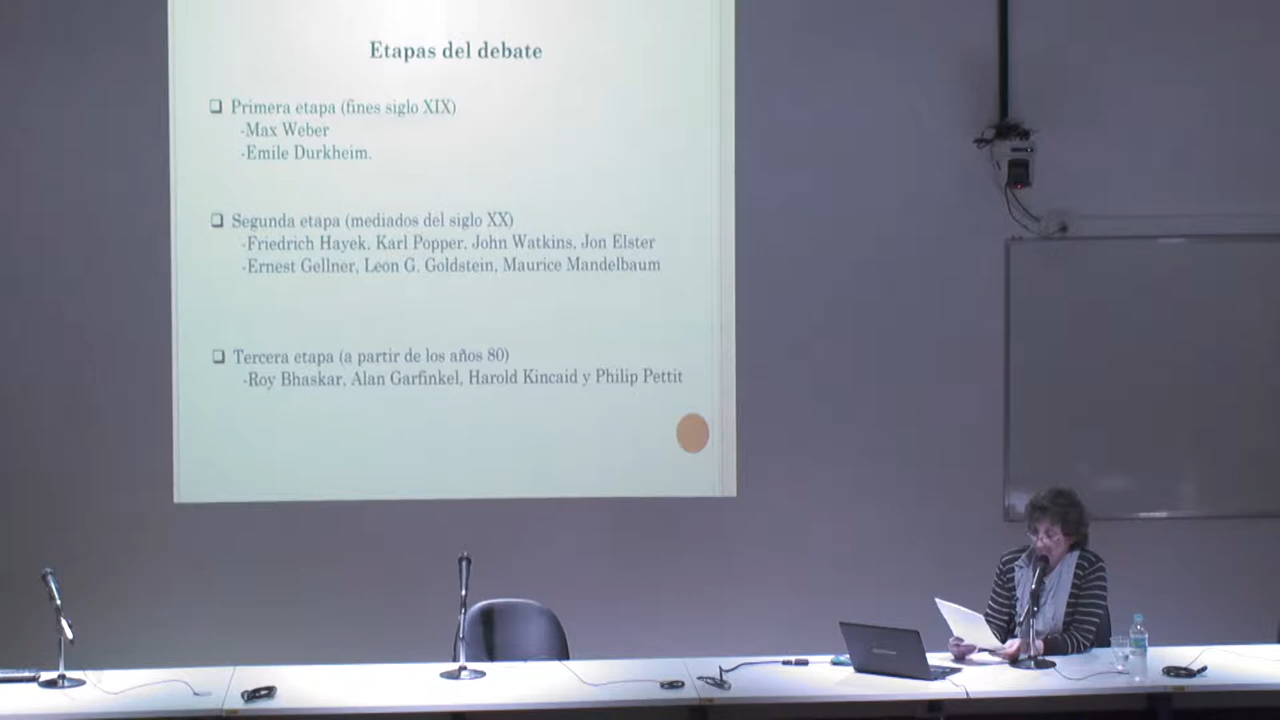 Etapas del debate
Primera etapa (fines siglo XIX)
-Max Weber
-Emile Durkheim.
Segunda etapa (mediados del siglo XX)
-Friedrich Hayek, Karl Popper, John Watkins, Jon Elster
-Ernest Gellner, Leon G. Goldstein, Maurice Mandelbaum
Tercera etapa (a partir de los años 80)
-Roy Bhaskar, Alan Garfinkel, Harold Kincaid y Philip Pettit